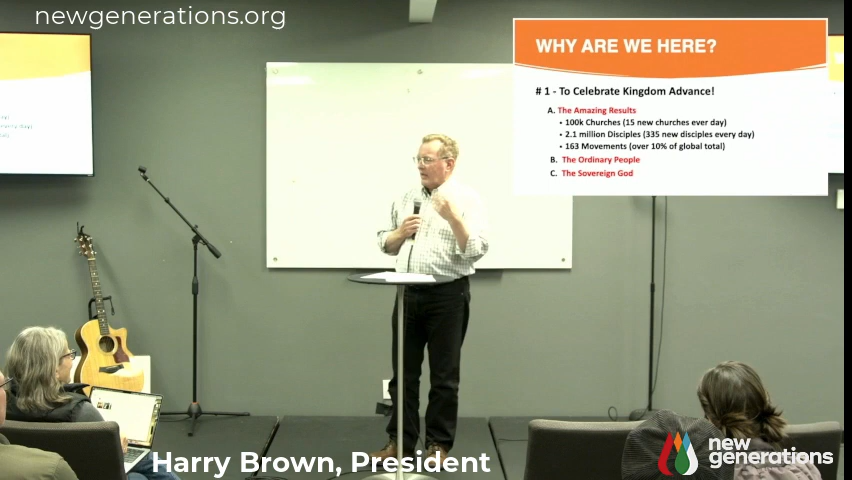 newgenerations.org
WHY ARE WE HERE?
# 1 - To Celebrate Kingdom Advance!
A. The Amazing Results
• 100k Churches (15 new churches ever day)
• 2.1 million Disciples (335 new disciples every day)
• 163 Movements (over 10% of global total)
B. The Ordinary People
C. The Sovereign God
Harry Brown, President
new
generations